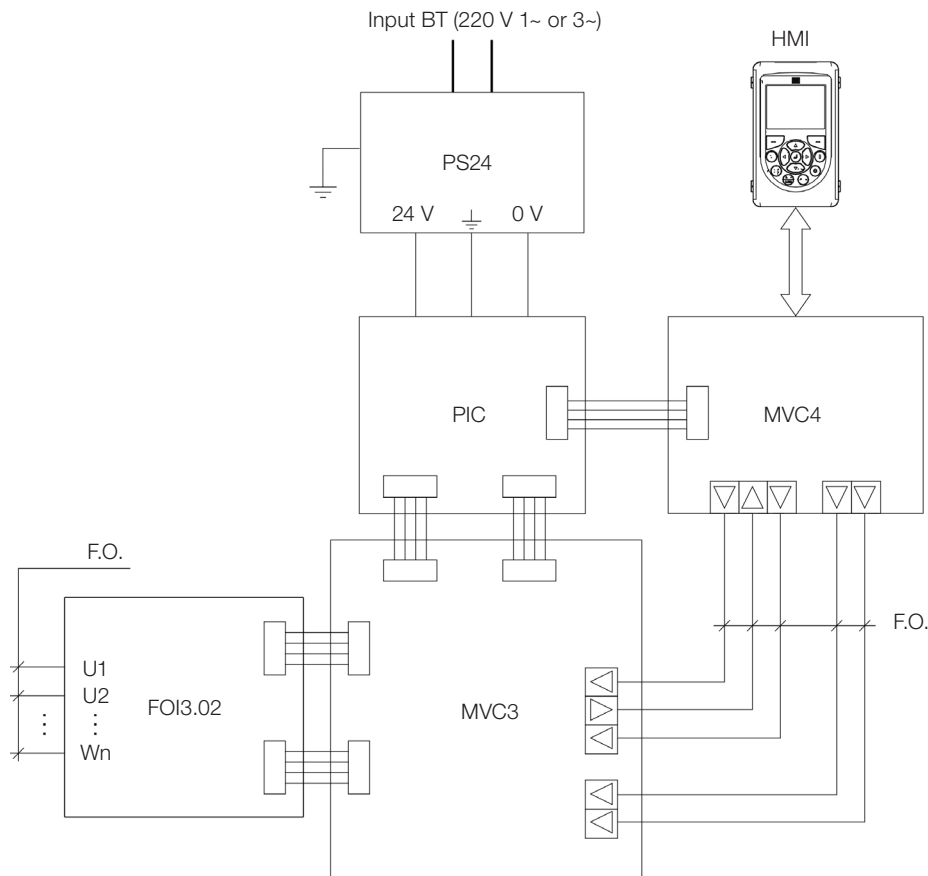 Input BT (220 V 1~ or 3~)
HMI
PS24
24 V
0 V
PIC
MVC4
F.O.
F.O.
U1
U2
Wn
FOI3.02
MVC3